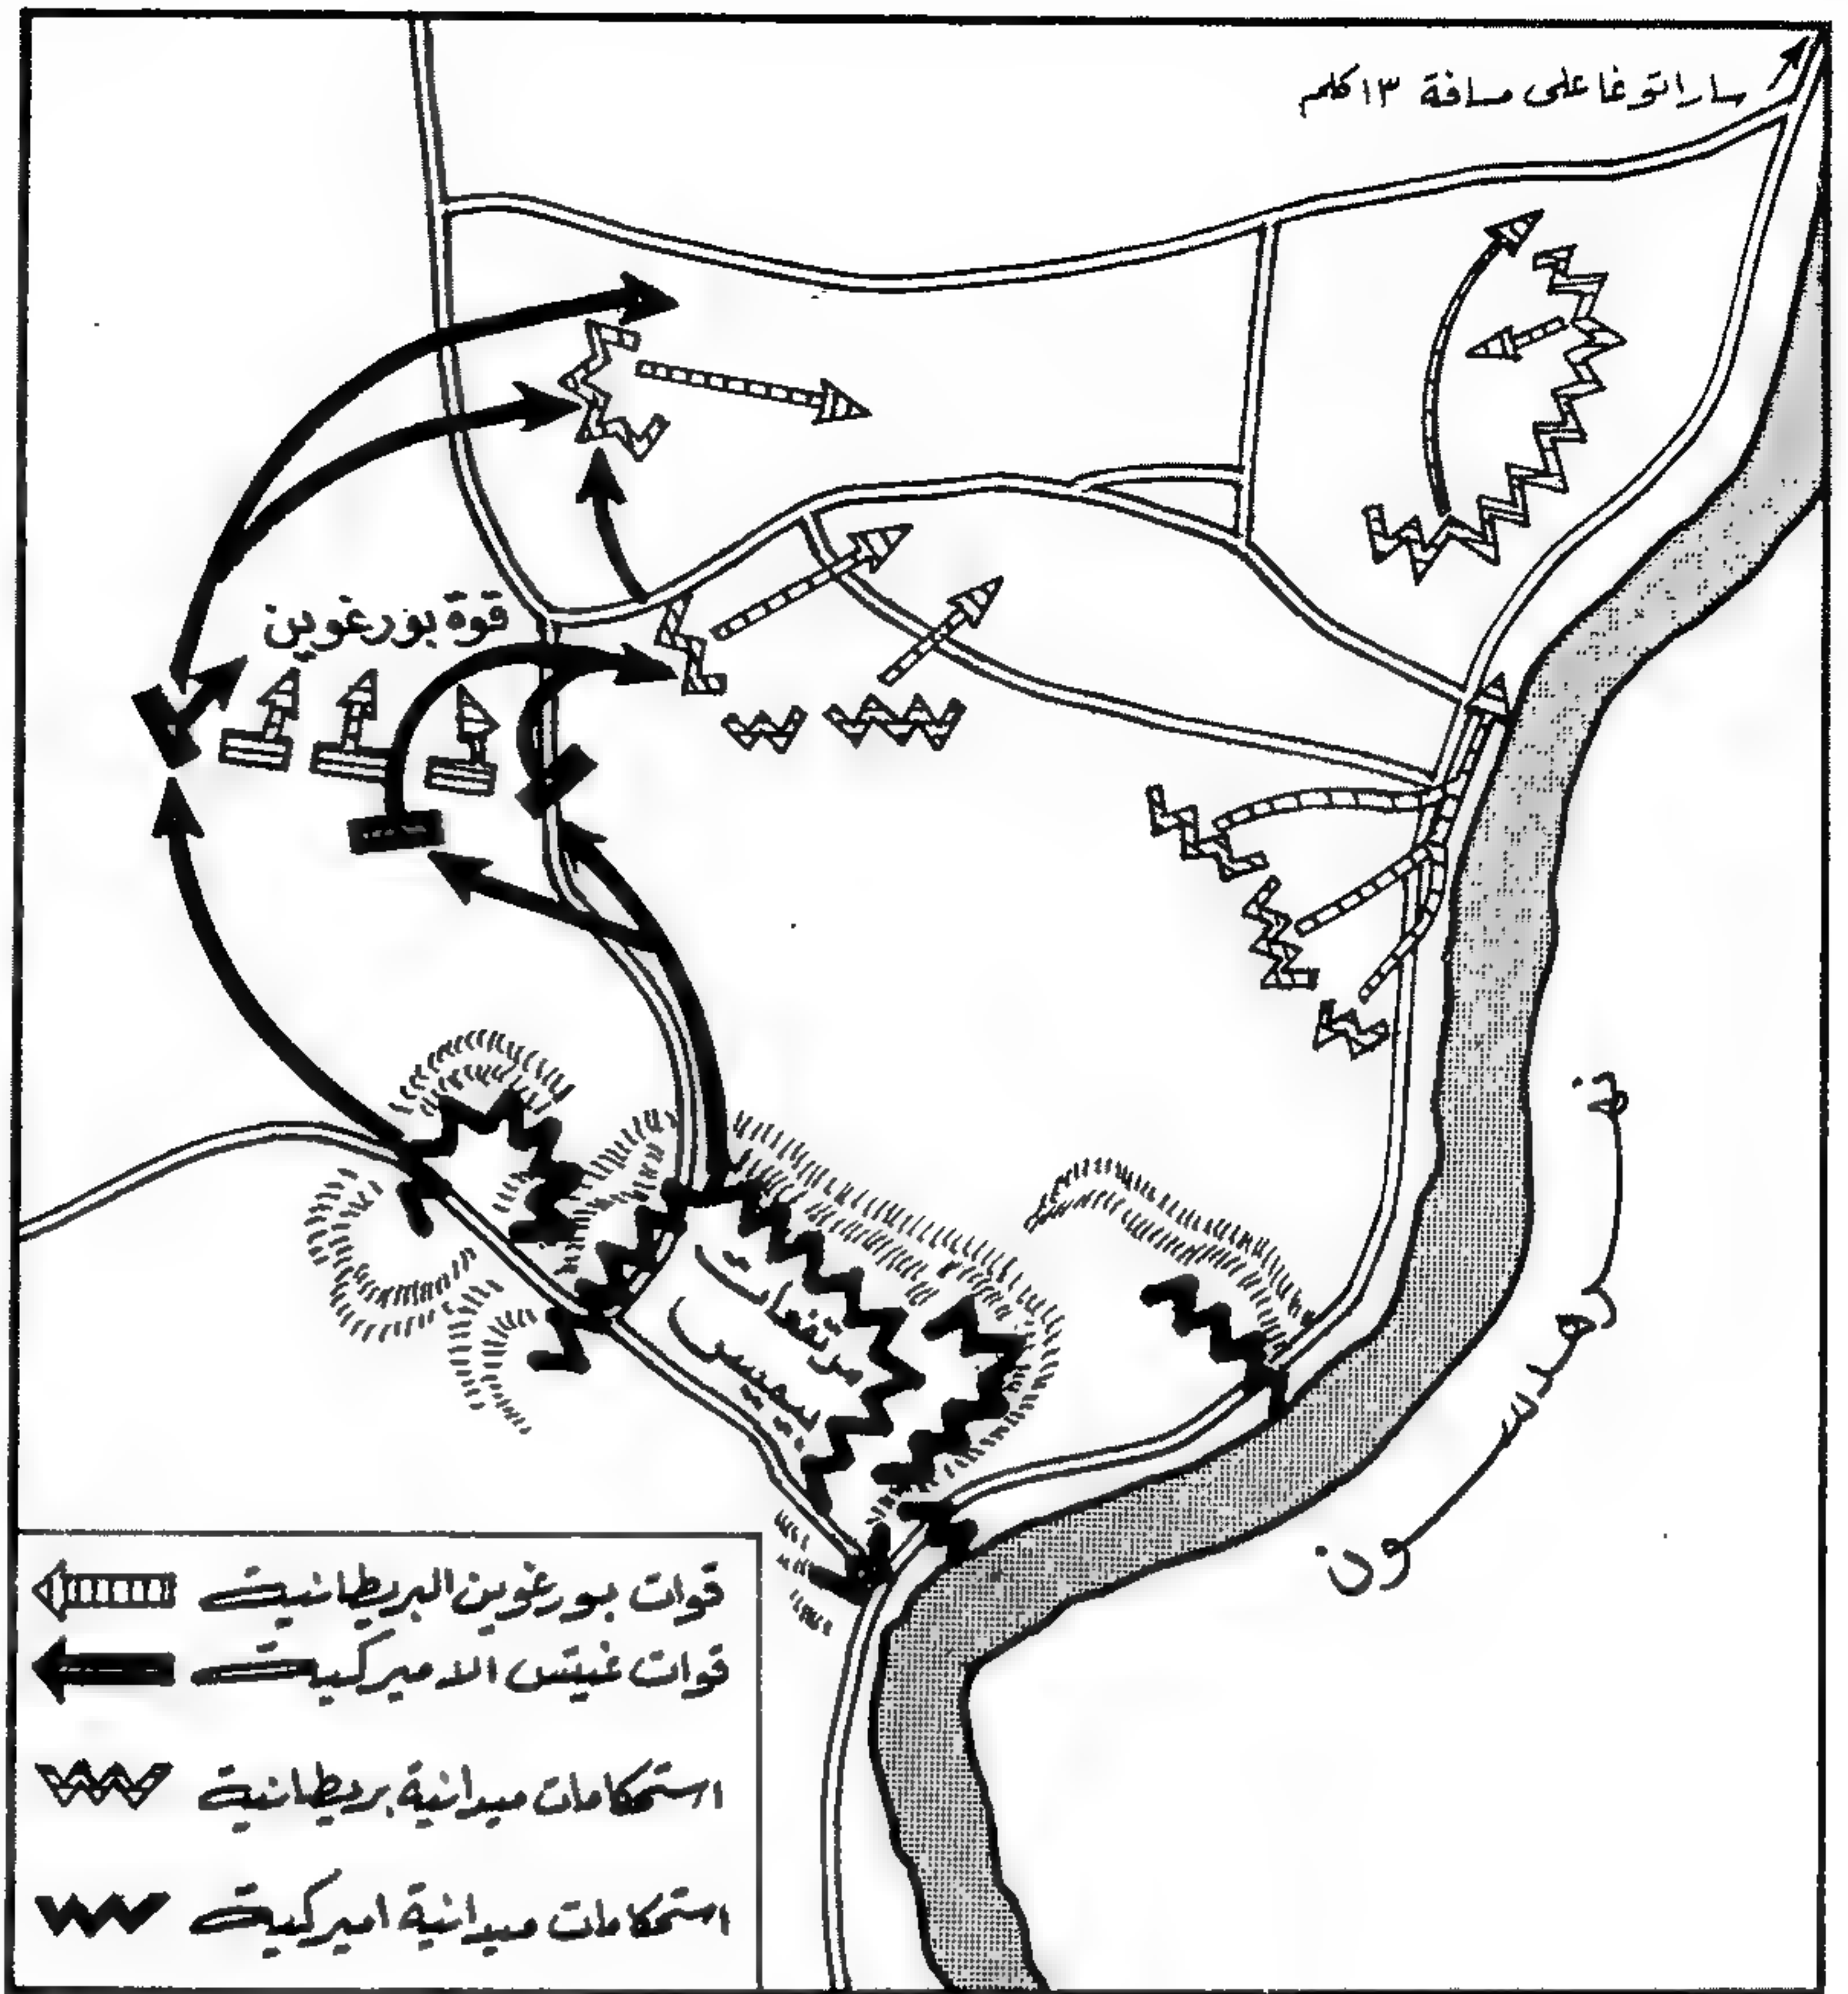 ساراتوغا على مسافة ١٣ كلم
قوة بورغوين
نهر هدسون
مرتفعات
بيميس
قوات بورغوين البريطانية
قوات غيتس الاميركية
استحكامات ميدانية بريطانية
استحكامات ميدانية اميركية